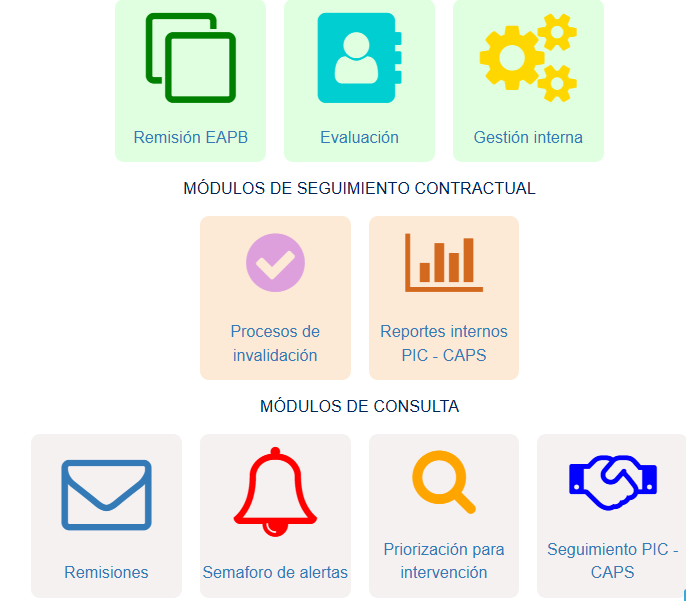 Remisión EAPB
Evaluación
Gestión interna
MÓDULOS DE SEGUIMIENTO CONTRACTUAL
Procesos de
invalidación
Reportes internos
PIC - CAPS
MÓDULOS DE CONSULTA
Remisiones
Semaforo de alertas
Priorización para
intervención
Seguimiento PIC -
CAPS